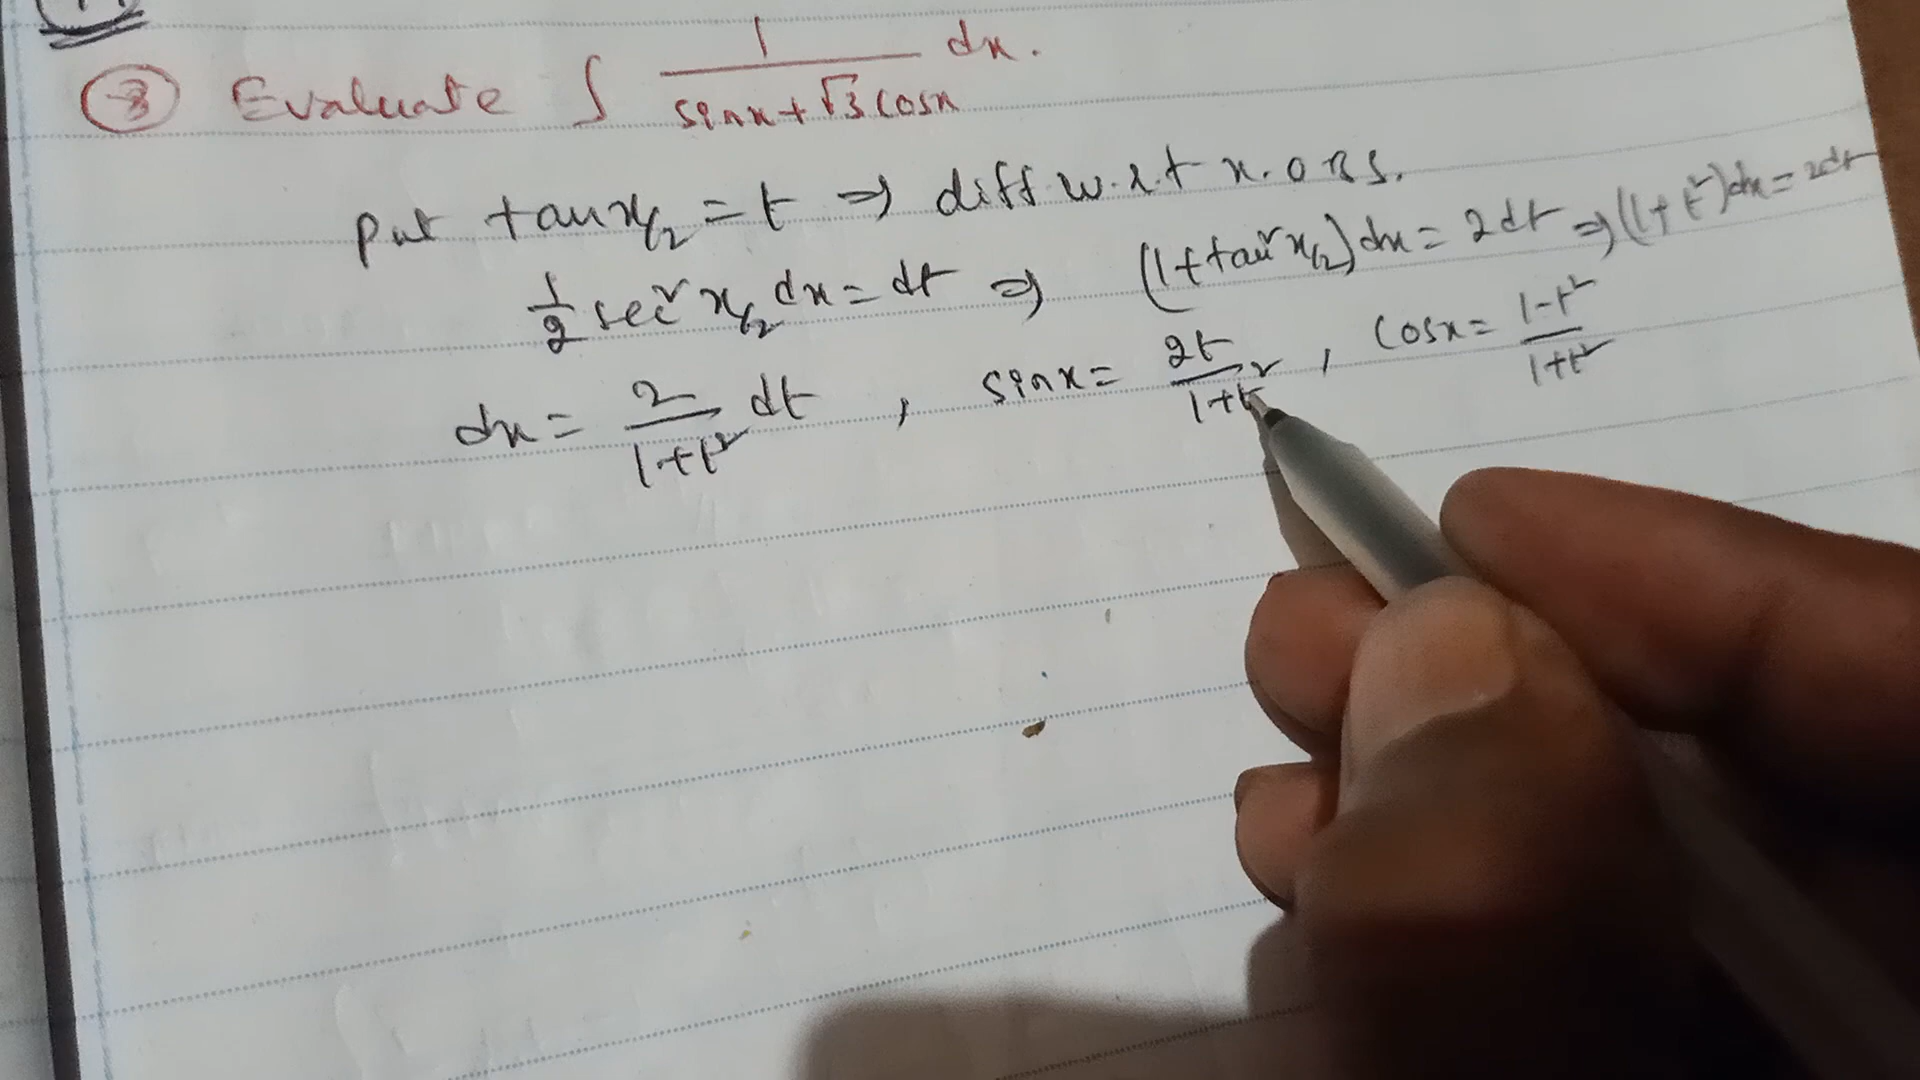 ③ Evaluate ∫ 1/(sinx+√3 cosx) dx.
put tan x/2 = t ⇒ diff w.r.t x. o B S.
1/2 sec² x/2 dx = dt ⇒ (1+tan² x/2) dx = 2dt ⇒ (1+t²)dx = 2dt
dx = 2/(1+t²) dt , sinx = 2t/(1+t²) , cosx = (1-t²)/(1+t²)